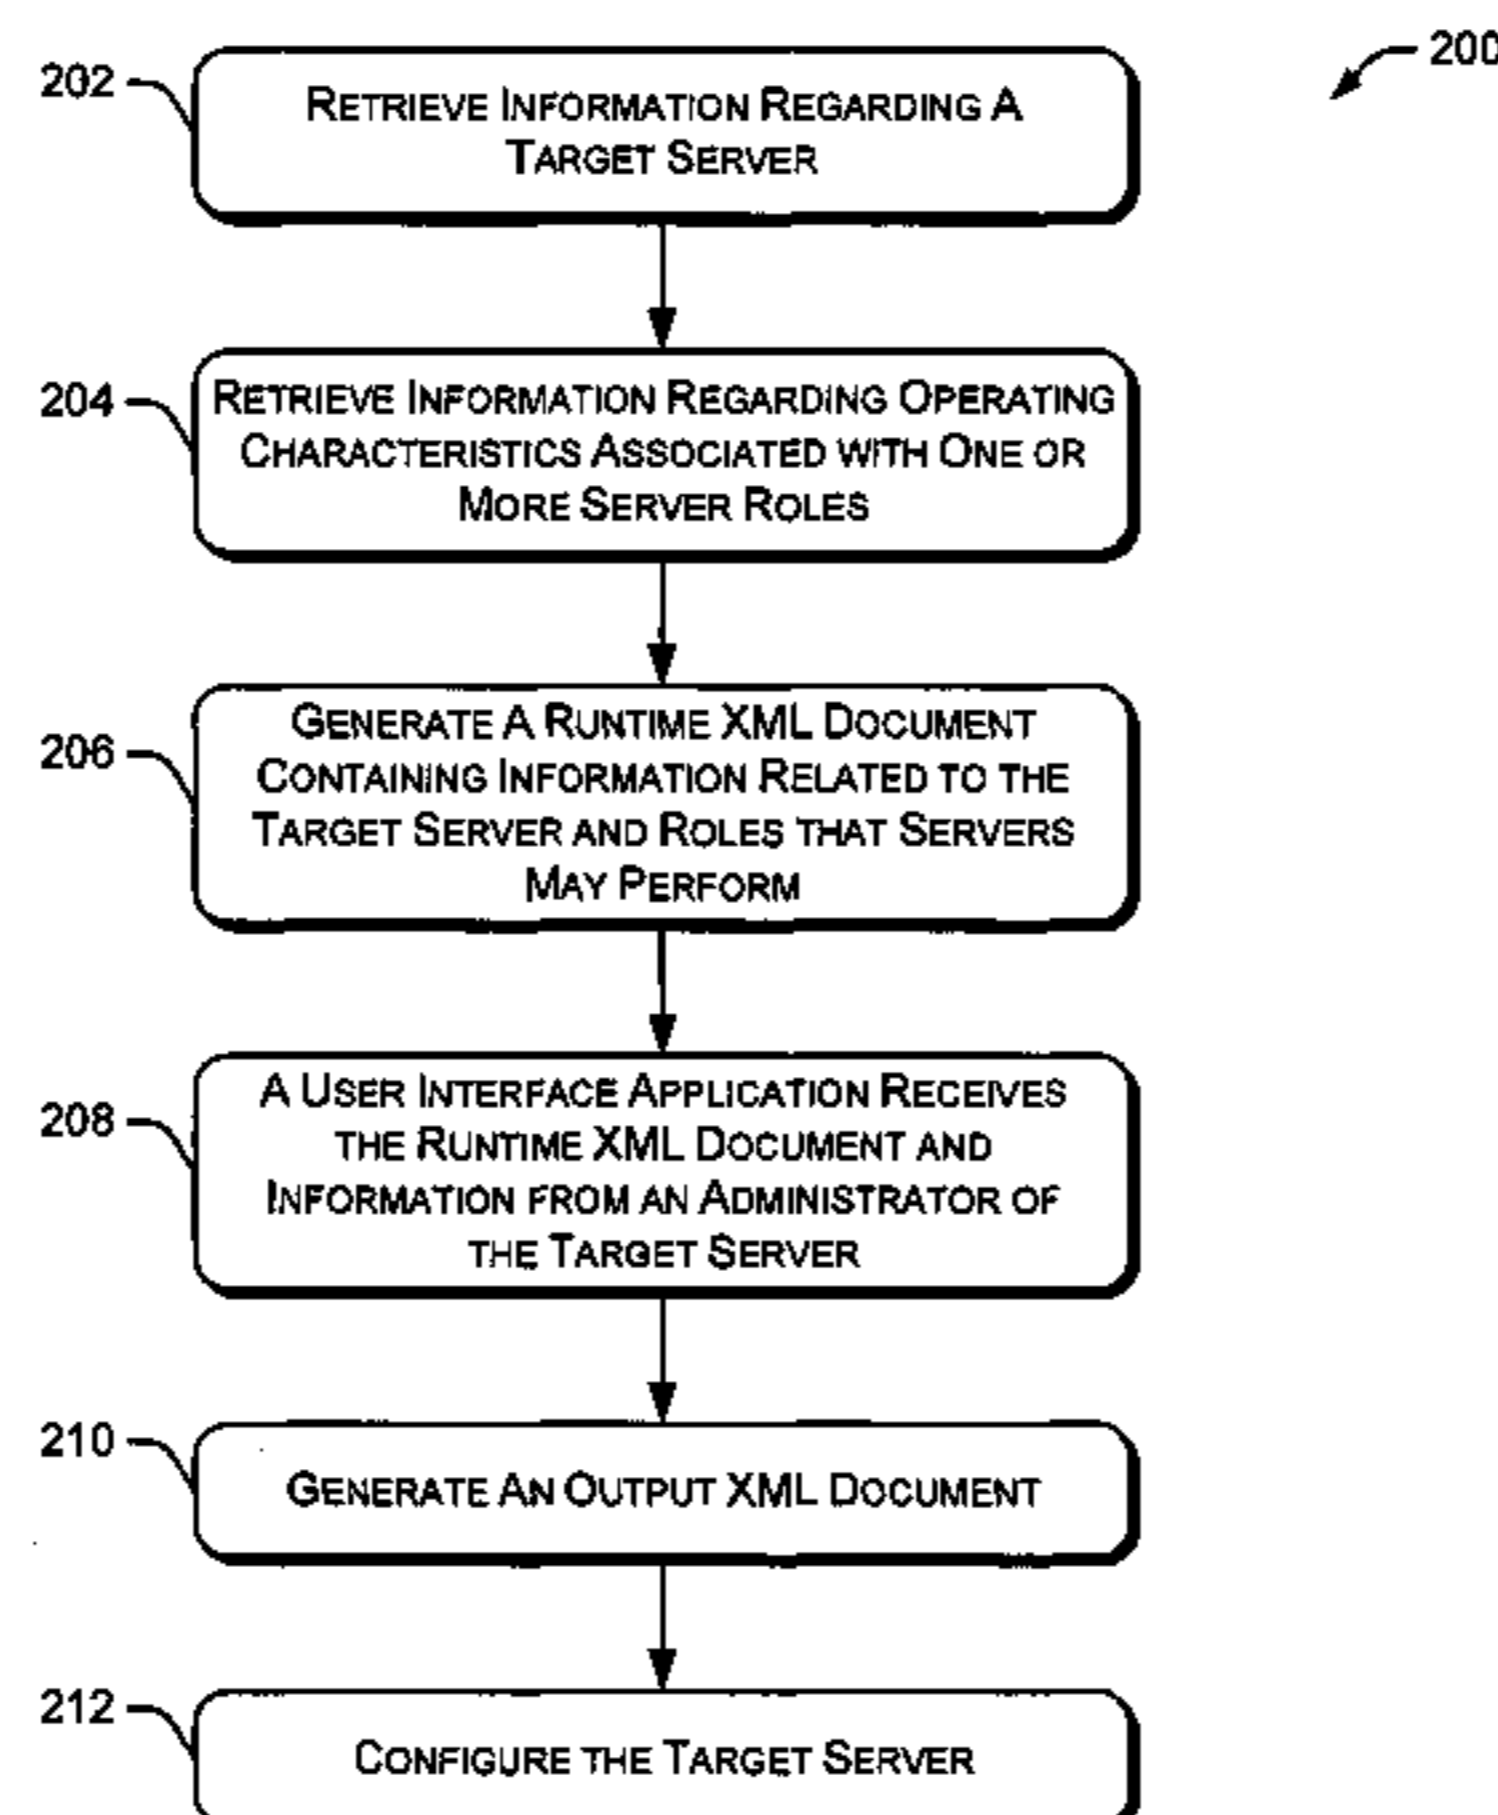 200
202
RETRIEVE INFORMATION REGARDING A
TARGET SERVER
204
RETRIEVE INFORMATION REGARDING OPERATING
CHARACTERISTICS ASSOCIATED WITH ONE OR
MORE SERVER ROLES
206
GENERATE A RUNTIME XML DOCUMENT
CONTAINING INFORMATION RELATED TO THE
TARGET SERVER AND ROLES THAT SERVERS
MAY PERFORM
208
A USER INTERFACE APPLICATION RECEIVES
THE RUNTIME XML DOCUMENT AND
INFORMATION FROM AN ADMINISTRATOR OF
THE TARGET SERVER
210
GENERATE AN OUTPUT XML DOCUMENT
212
CONFIGURE THE TARGET SERVER